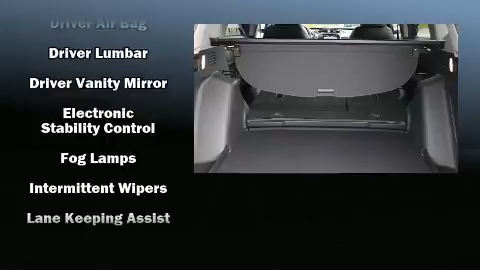 Driver Air Bag
Driver Lumbar
Driver Vanity Mirror
Electronic
Stability Control
Fog Lamps
Intermittent Wipers
Lane Keeping Assist